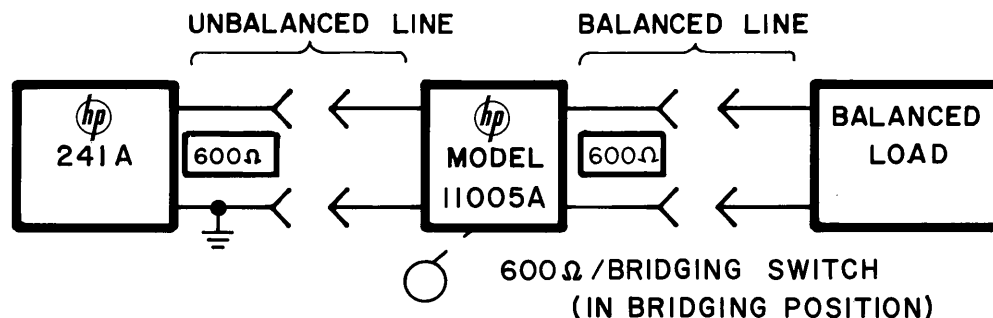 UNBALANCED LINE
BALANCED LINE
hp
241A
600Ω
hp
MODEL
11005A
600Ω
BALANCED
LOAD
600Ω/BRIDGING SWITCH
(IN BRIDGING POSITION)